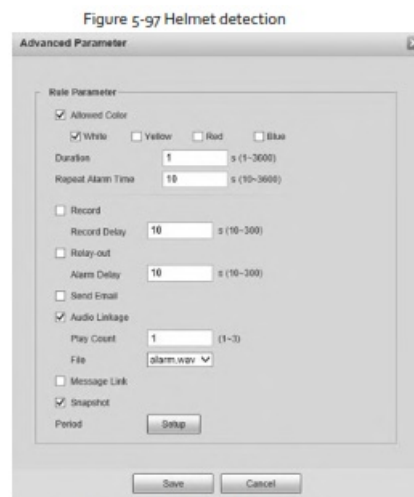 Figure 5-97 Helmet detection
Advanced Parameter
Rule Parameter
Allowed Color
White Yellow Red Blue
Duration 1 s (1~3600)
Repeat Alarm Time 10 s (10~3600)
Record
Record Delay 10 s (10~300)
Relay-out
Alarm Delay 10 s (10~300)
Send Email
Audio Linkage
Play Count 1 (1~3)
File alarm.wav
Message Link
Snapshot
Period Setup
Save Cancel